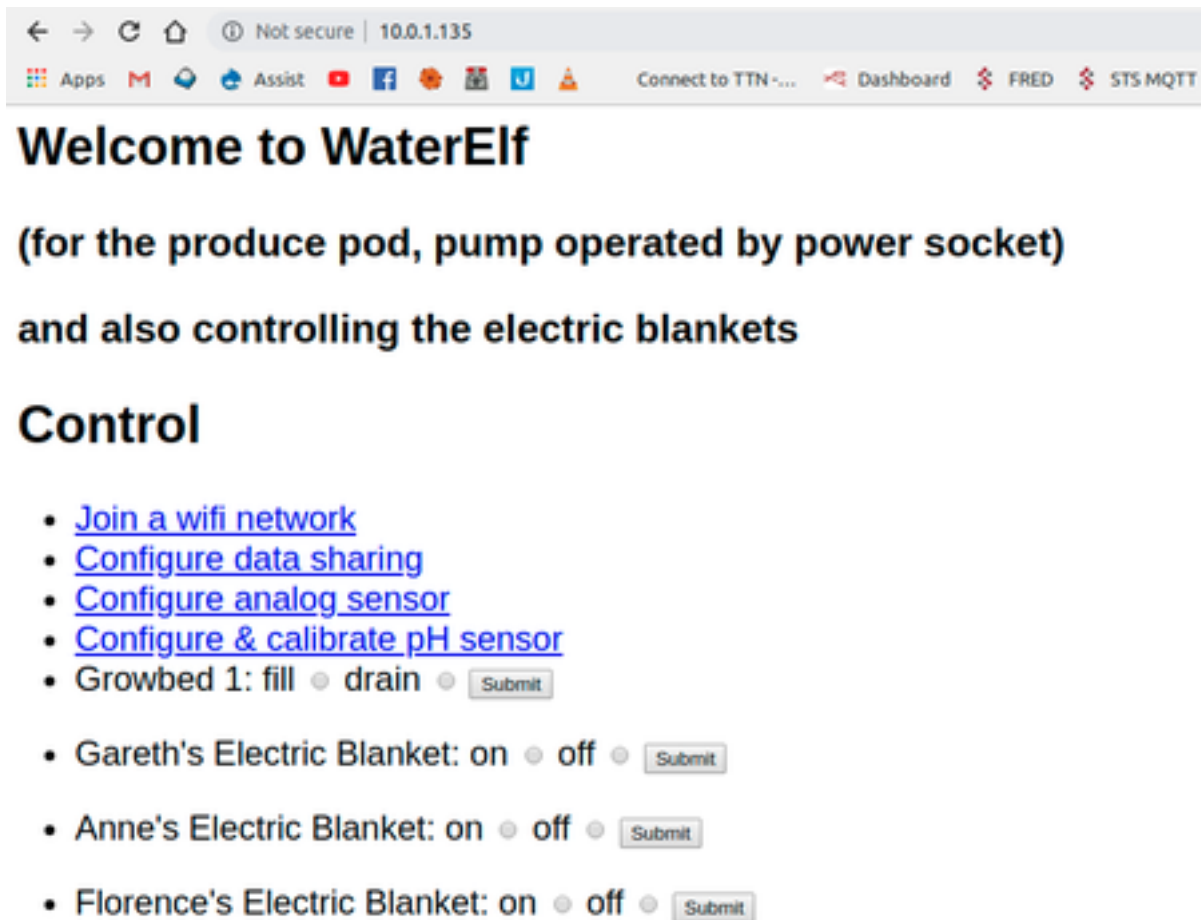 Not secure | 10.0.1.135
Apps Assist Connect to TTN -... Dashboard FRED STS MQTT
Welcome to WaterElf
(for the produce pod, pump operated by power socket)
and also controlling the electric blankets
Control
Join a wifi network
Configure data sharing
Configure analog sensor
Configure & calibrate pH sensor
Growbed 1: fill drain Submit
Gareth's Electric Blanket: on off Submit
Anne's Electric Blanket: on off Submit
Florence's Electric Blanket: on off Submit